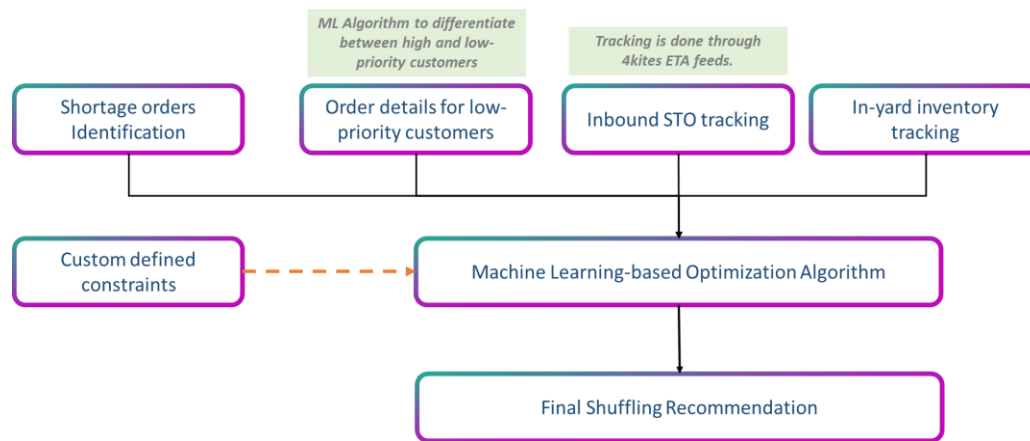 ML Algorithm to differentiate
between high and low-
priority customers
Tracking is done through
4kites ETA feeds.
Shortage orders
Identification
Order details for low-
priority customers
Inbound STO tracking
In-yard inventory
tracking
Custom defined
constraints
Machine Learning-based Optimization Algorithm
Final Shuffling Recommendation